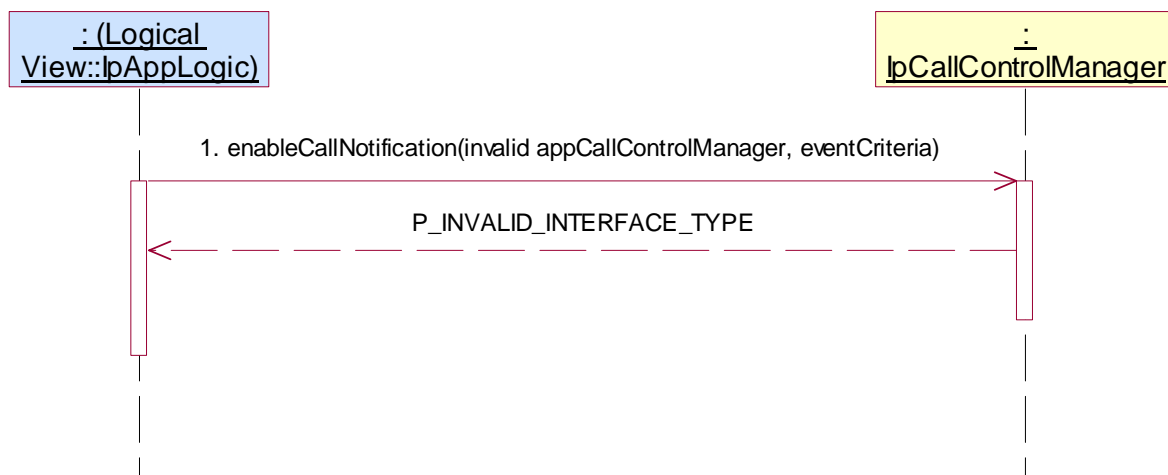 : (Logical
View::IpAppLogic)
:
IpCallControlManager
1. enableCallNotification(invalid appCallControlManager, eventCriteria)
P_INVALID_INTERFACE_TYPE